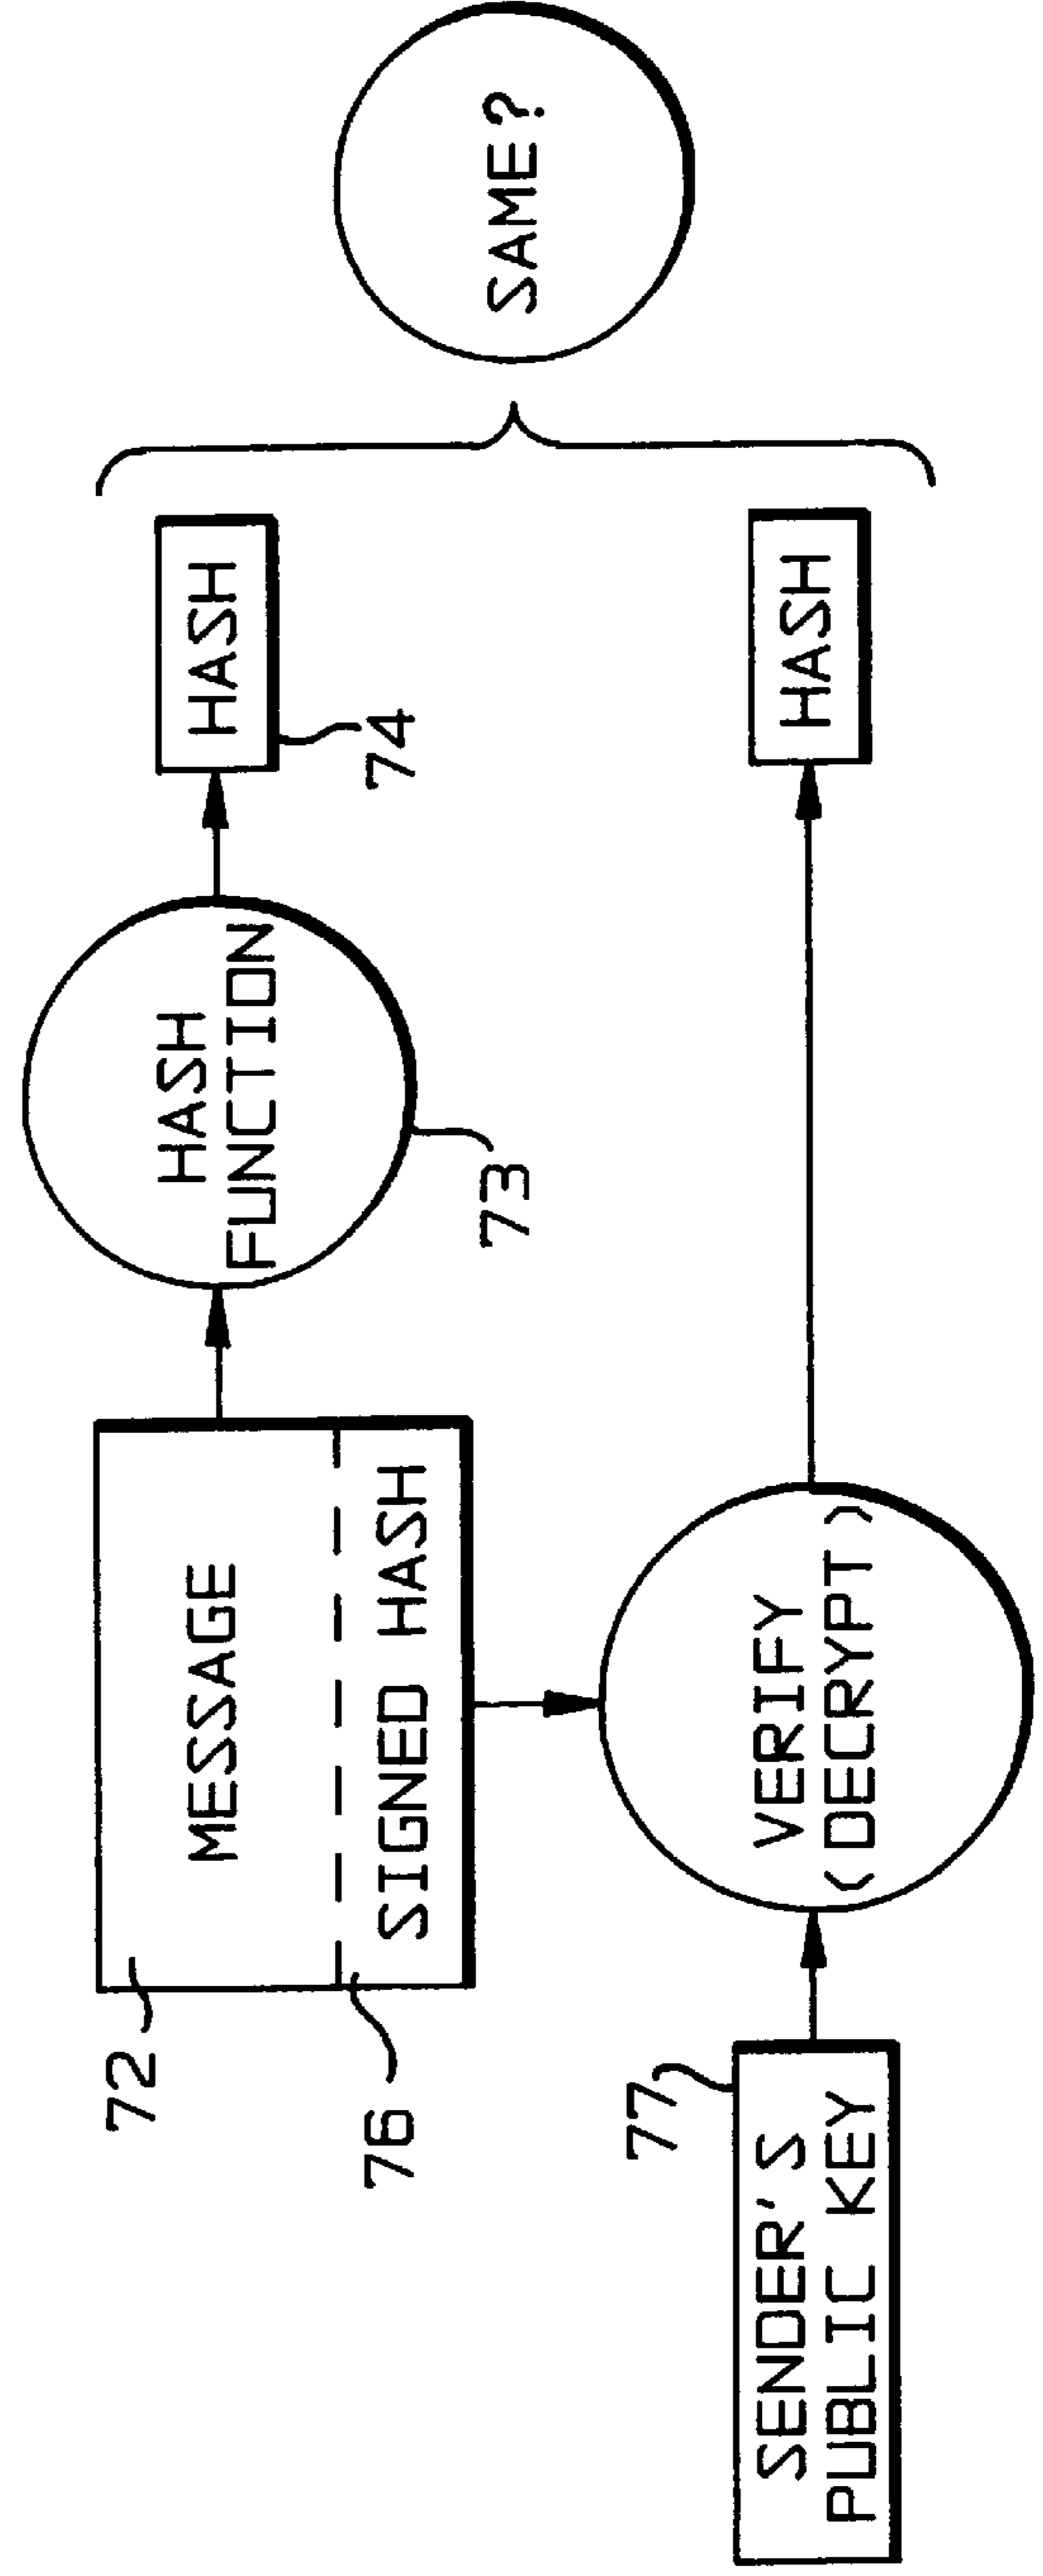 72
MESSAGE
76
SIGNED HASH
HASH
FUNCTION
73
HASH
74
SAME?
77
SENDER'S
PUBLIC KEY
VERIFY
(DECRYPT)
HASH